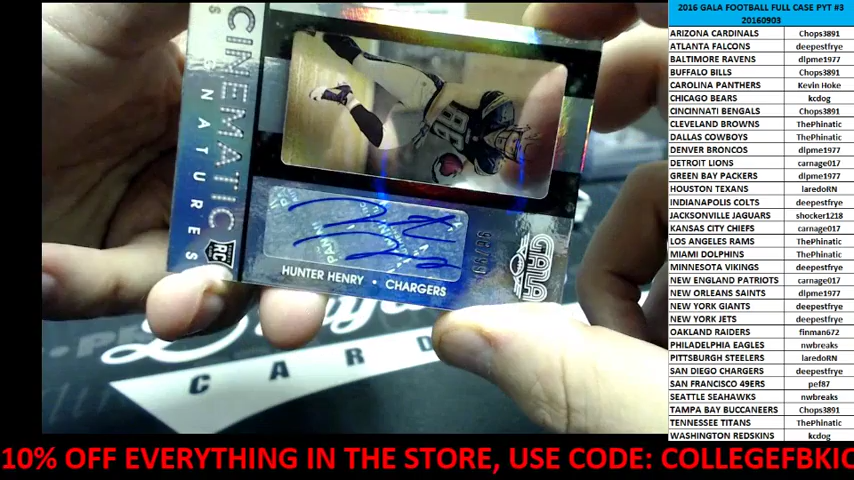 2016 GALA FOOTBALL FULL CASE PYT #3
20160903
ARIZONA CARDINALS Chops3891
ATLANTA FALCONS deepestfrye
BALTIMORE RAVENS dlpme1977
BUFFALO BILLS Chops3891
CAROLINA PANTHERS Kevin Hoke
CHICAGO BEARS kcdog
CINCINNATI BENGALS Chops3891
CLEVELAND BROWNS ThePhinatic
DALLAS COWBOYS ThePhinatic
DENVER BRONCOS dlpme1977
DETROIT LIONS carnage017
GREEN BAY PACKERS dlpme1977
HOUSTON TEXANS laredoRN
INDIANAPOLIS COLTS deepestfrye
JACKSONVILLE JAGUARS shocker1218
KANSAS CITY CHIEFS carnage017
LOS ANGELES RAMS ThePhinatic
MIAMI DOLPHINS ThePhinatic
MINNESOTA VIKINGS deepestfrye
NEW ENGLAND PATRIOTS carnage017
NEW ORLEANS SAINTS dlpme1977
NEW YORK GIANTS deepestfrye
NEW YORK JETS deepestfrye
OAKLAND RAIDERS finman672
PHILADELPHIA EAGLES nwbreaks
PITTSBURGH STEELERS laredoRN
SAN DIEGO CHARGERS deepestfrye
SAN FRANCISCO 49ERS pef87
SEATTLE SEAHAWKS nwbreaks
TAMPA BAY BUCCANEERS Chops3891
TENNESSEE TITANS ThePhinatic
WASHINGTON REDSKINS kcdog
CINEMATIC
NATURES
RC
86
HUNTER HENRY • CHARGERS
GALA
CARD
10% OFF EVERYTHING IN THE STORE, USE CODE: COLLEGEFBKIC